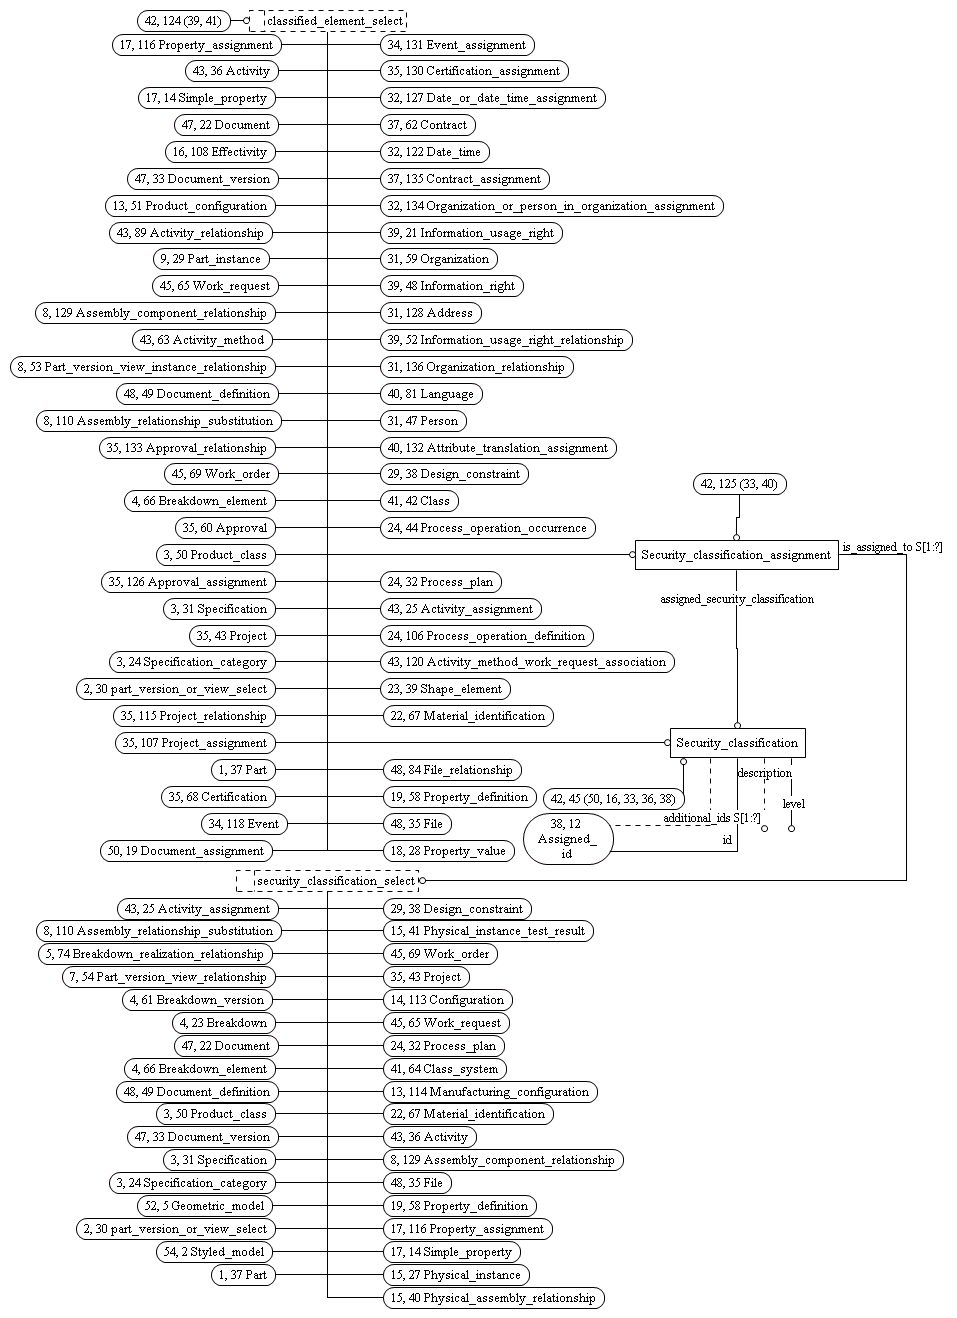 42, 124 (39, 41)
classified_element_select
17, 116 Property_assignment
34, 131 Event_assignment
43, 36 Activity
35, 130 Certification_assignment
17, 14 Simple_property
32, 127 Date_or_date_time_assignment
47, 22 Document
37, 62 Contract
16, 108 Effectivity
32, 122 Date_time
47, 33 Document_version
37, 135 Contract_assignment
13, 51 Product_configuration
32, 134 Organization_or_person_in_organization_assignment
43, 89 Activity_relationship
39, 21 Information_usage_right
9, 29 Part_instance
31, 59 Organization
45, 65 Work_request
39, 48 Information_right
8, 129 Assembly_component_relationship
31, 128 Address
43, 63 Activity_method
39, 52 Information_usage_right_relationship
8, 53 Part_version_view_instance_relationship
31, 136 Organization_relationship
48, 49 Document_definition
40, 81 Language
8, 110 Assembly_relationship_substitution
31, 47 Person
35, 133 Approval_relationship
40, 132 Attribute_translation_assignment
45, 69 Work_order
29, 38 Design_constraint
42, 125 (33, 40)
4, 66 Breakdown_element
41, 42 Class
35, 60 Approval
24, 44 Process_operation_occurrence
3, 50 Product_class
Security_classification_assignment
is_assigned_to S[1:?]
35, 126 Approval_assignment
24, 32 Process_plan
assigned_security_classification
3, 31 Specification
43, 25 Activity_assignment
35, 43 Project
24, 106 Process_operation_definition
3, 24 Specification_category
43, 120 Activity_method_work_request_association
2, 30 part_version_or_view_select
23, 39 Shape_element
35, 115 Project_relationship
22, 67 Material_identification
35, 107 Project_assignment
Security_classification
1, 37 Part
48, 84 File_relationship
description
35, 68 Certification
19, 58 Property_definition
42, 45 (50, 16, 33, 36, 38)
level
34, 118 Event
48, 35 File
38, 12
Assigned_
id
additional_ids S[1:?]
id
50, 19 Document_assignment
18, 28 Property_value
security_classification_select
43, 25 Activity_assignment
29, 38 Design_constraint
8, 110 Assembly_relationship_substitution
15, 41 Physical_instance_test_result
5, 74 Breakdown_realization_relationship
45, 69 Work_order
7, 54 Part_version_view_relationship
35, 43 Project
4, 61 Breakdown_version
14, 113 Configuration
4, 23 Breakdown
45, 65 Work_request
47, 22 Document
24, 32 Process_plan
4, 66 Breakdown_element
41, 64 Class_system
48, 49 Document_definition
13, 114 Manufacturing_configuration
3, 50 Product_class
22, 67 Material_identification
47, 33 Document_version
43, 36 Activity
3, 31 Specification
8, 129 Assembly_component_relationship
3, 24 Specification_category
48, 35 File
52, 5 Geometric_model
19, 58 Property_definition
2, 30 part_version_or_view_select
17, 116 Property_assignment
54, 2 Styled_model
17, 14 Simple_property
1, 37 Part
15, 27 Physical_instance
15, 40 Physical_assembly_relationship